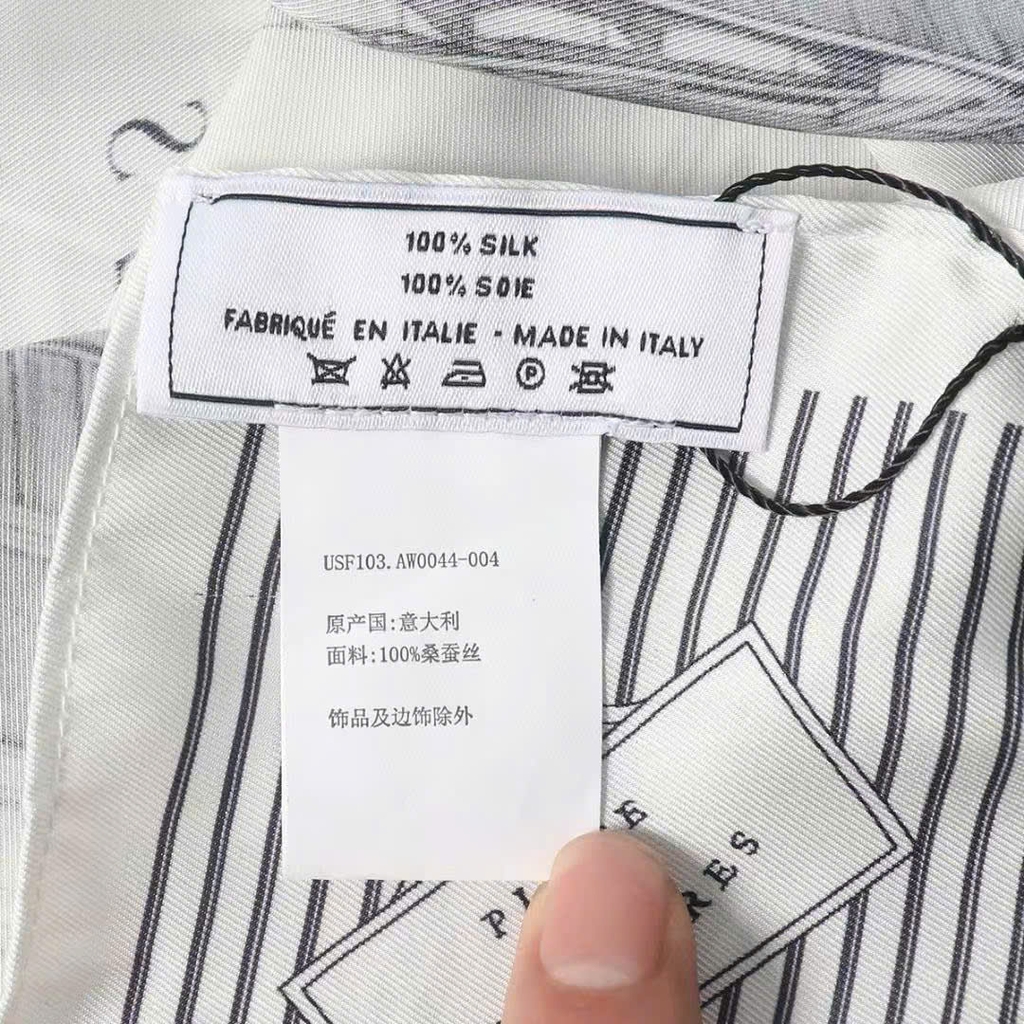 100% SILK
100% SOIE
FABRIQUÉ EN ITALIE - MADE IN ITALY
P
USF103.AW0044-004
原产国:意大利
面料:100%桑蚕丝
饰品及边饰除外